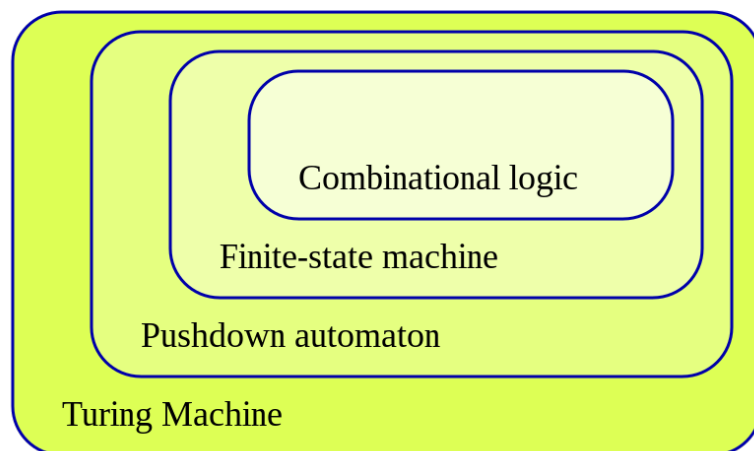 Combinational logic
Finite-state machine
Pushdown automaton
Turing Machine